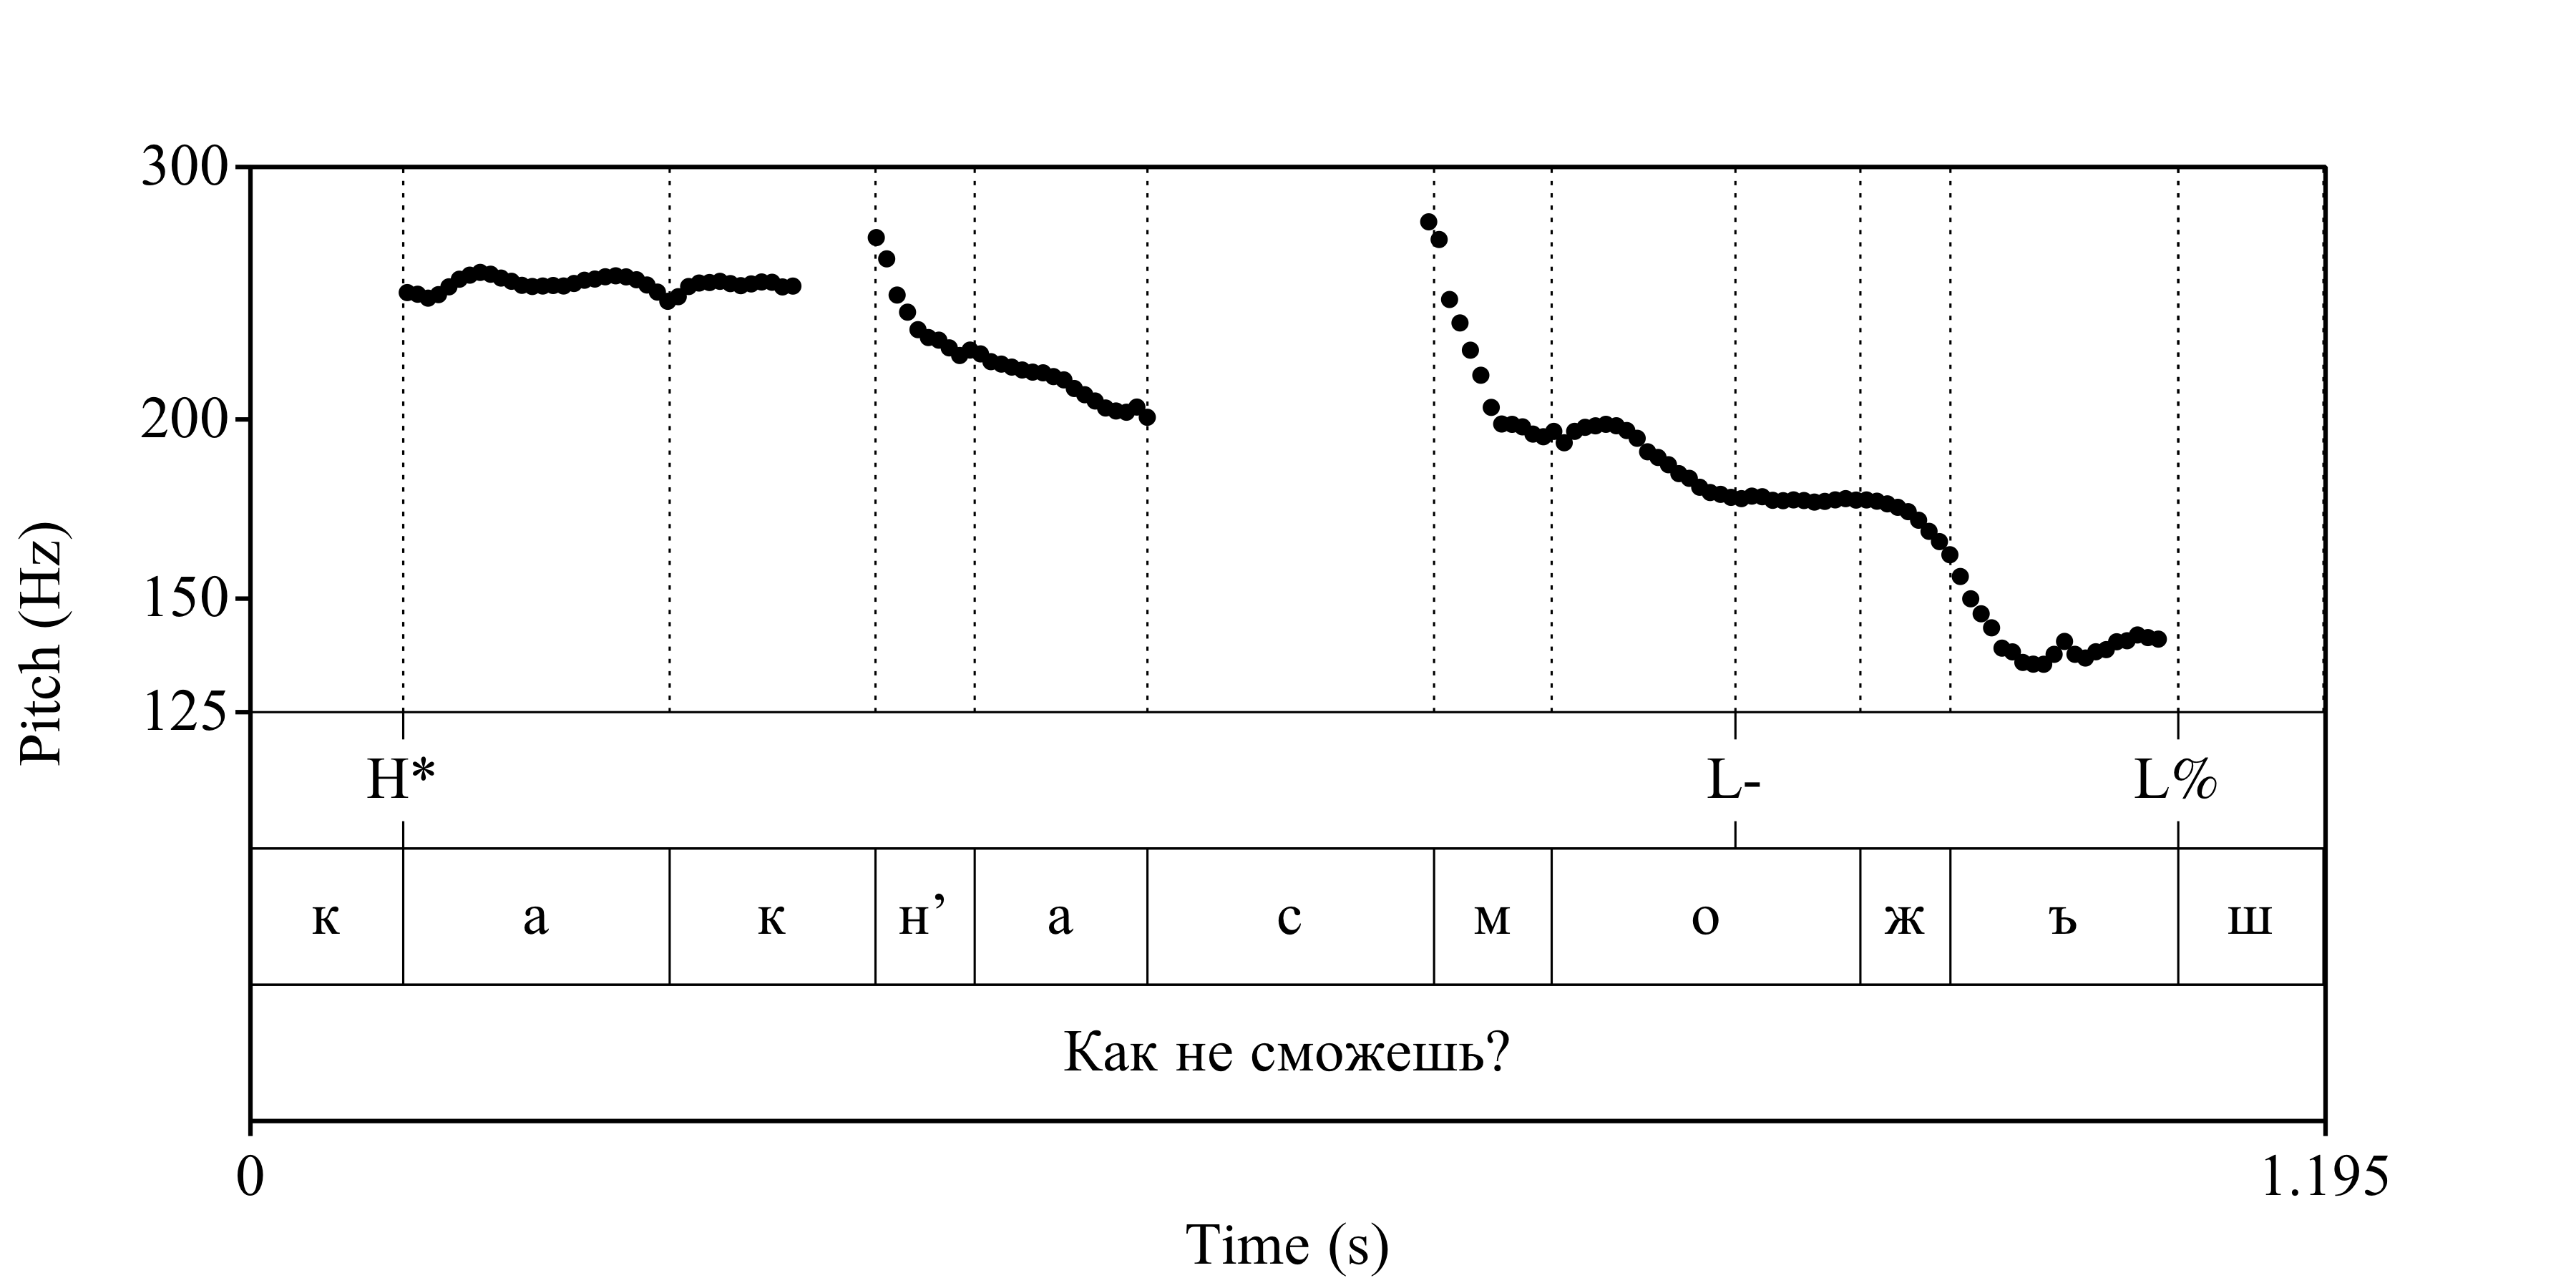 300
200
150
125
Pitch (Hz)
H* L- L%
к а к н’ а с м о ж ъ ш
Как не сможешь?
0 1.195
Time (s)